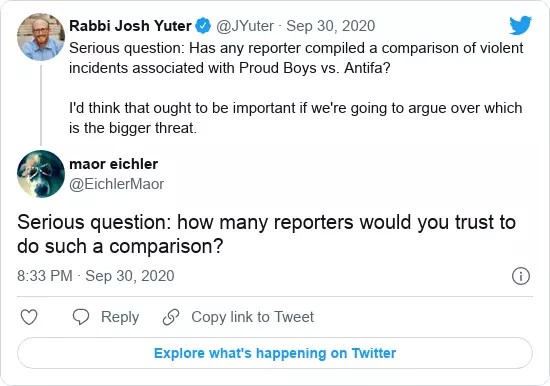 Rabbi Josh Yuter @JYuter · Sep 30, 2020
Serious question: Has any reporter compiled a comparison of violent
incidents associated with Proud Boys vs. Antifa?
I'd think that ought to be important if we're going to argue over which
is the bigger threat.
maor eichler
@EichlerMaor
Serious question: how many reporters would you trust to
do such a comparison?
8:33 PM · Sep 30, 2020
Reply
Copy link to Tweet
Explore what's happening on Twitter